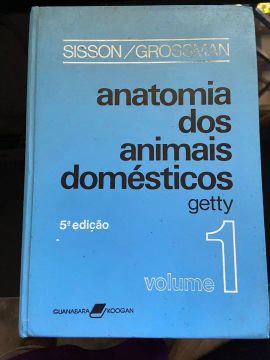 SISSON/GROSSMAN
anatomia
dos
animais
domésticos
getty
5ª edição
1
volume
GUANABARA KOOGAN